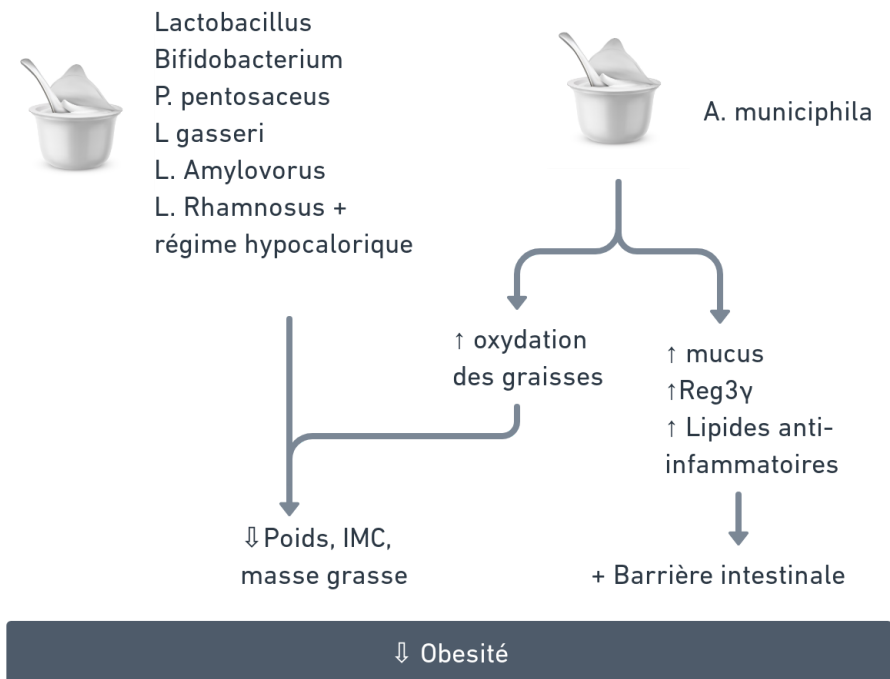 Lactobacillus
Bifidobacterium
P. pentosaceus
L gasseri
L. Amylovorus
L. Rhamnosus +
régime hypocalorique
A. municiphila
↑ oxydation
des graisses
↑ mucus
↑Reg3γ
↑ Lipides anti-
infammatoires
⇩Poids, IMC,
masse grasse
+ Barrière intestinale
⇩ Obesité